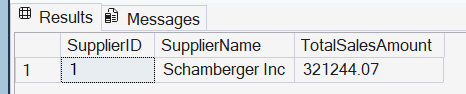 Results Messages
SupplierID SupplierName TotalSalesAmount
1 1 Schamberger Inc 321244.07